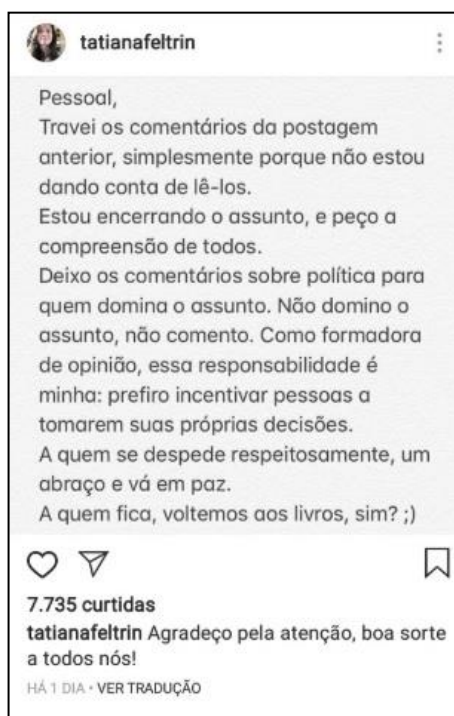 tatianafeltrin
Pessoal,
Travei os comentários da postagem
anterior, simplesmente porque não estou
dando conta de lê-los.
Estou encerrando o assunto, e peço a
compreensão de todos.
Deixo os comentários sobre política para
quem domina o assunto. Não domino o
assunto, não comento. Como formadora
de opinião, essa responsabilidade é
minha: prefiro incentivar pessoas a
tomarem suas próprias decisões.
A quem se despede respeitosamente, um
abraço e vá em paz.
A quem fica, voltemos aos livros, sim? ;)
7.735 curtidas
tatianafeltrin Agradeço pela atenção, boa sorte
a todos nós!
HÁ 1 DIA • VER TRADUÇÃO